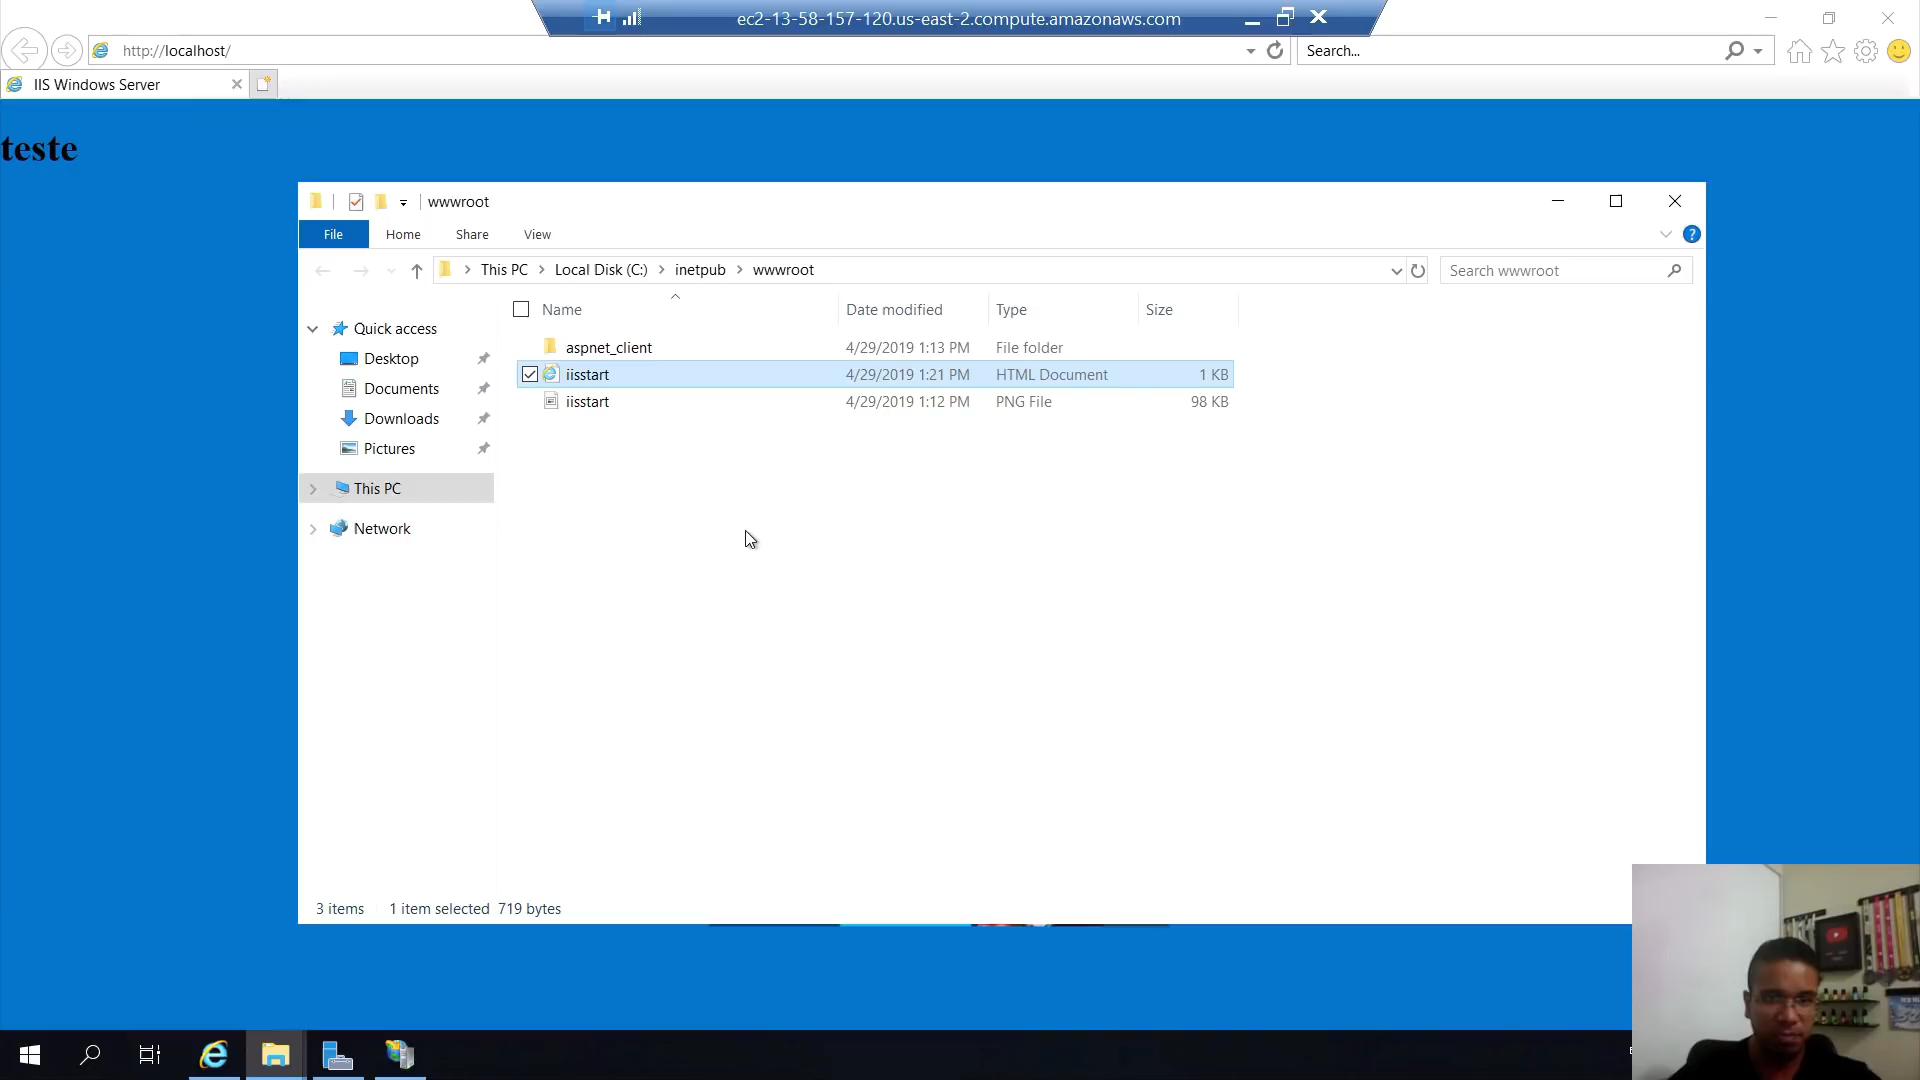 ec2-13-58-157-120.us-east-2.compute.amazonaws.com
http://localhost/
Search...
IIS Windows Server
teste
wwwroot
File
Home
Share
View
This PC
Local Disk (C:)
inetpub
wwwroot
Search wwwroot
Name
Date modified
Type
Size
Quick access
Desktop
Documents
Downloads
Pictures
This PC
Network
aspnet_client 4/29/2019 1:13 PM File folder
iisstart 4/29/2019 1:21 PM HTML Document 1 KB
iisstart 4/29/2019 1:12 PM PNG File 98 KB
3 items 1 item selected 719 bytes